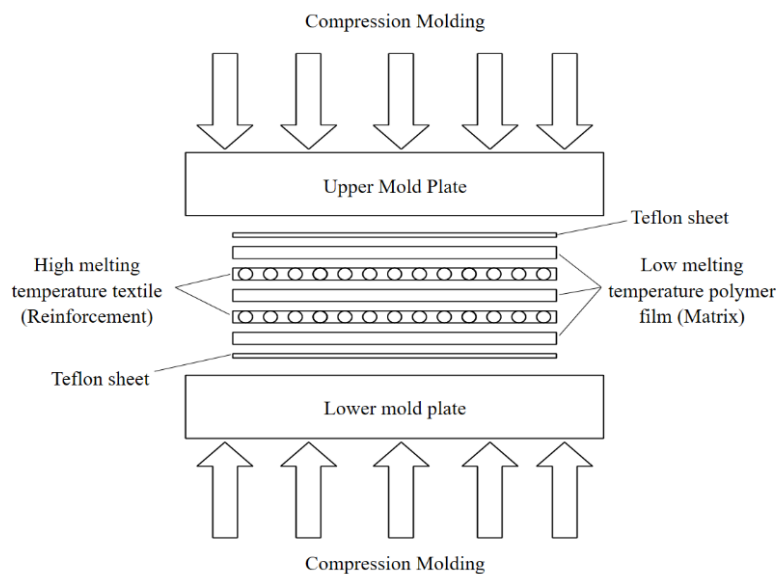 Compression Molding
Upper Mold Plate
Teflon sheet
High melting
temperature textile
(Reinforcement)
Low melting
temperature polymer
film (Matrix)
Teflon sheet
Lower mold plate
Compression Molding